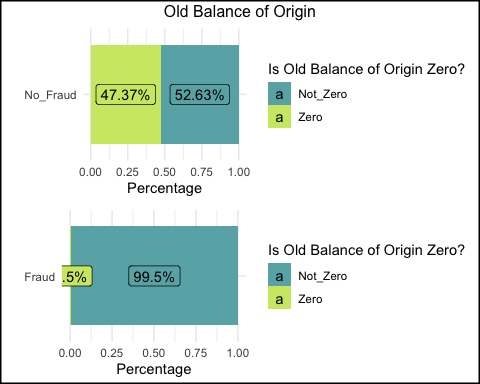 Old Balance of Origin
No_Fraud
47.37%
52.63%
0.00 0.25 0.50 0.75 1.00
Percentage
Is Old Balance of Origin Zero?
a Not_Zero
a Zero
Fraud
.5%
99.5%
0.00 0.25 0.50 0.75 1.00
Percentage
Is Old Balance of Origin Zero?
a Not_Zero
a Zero